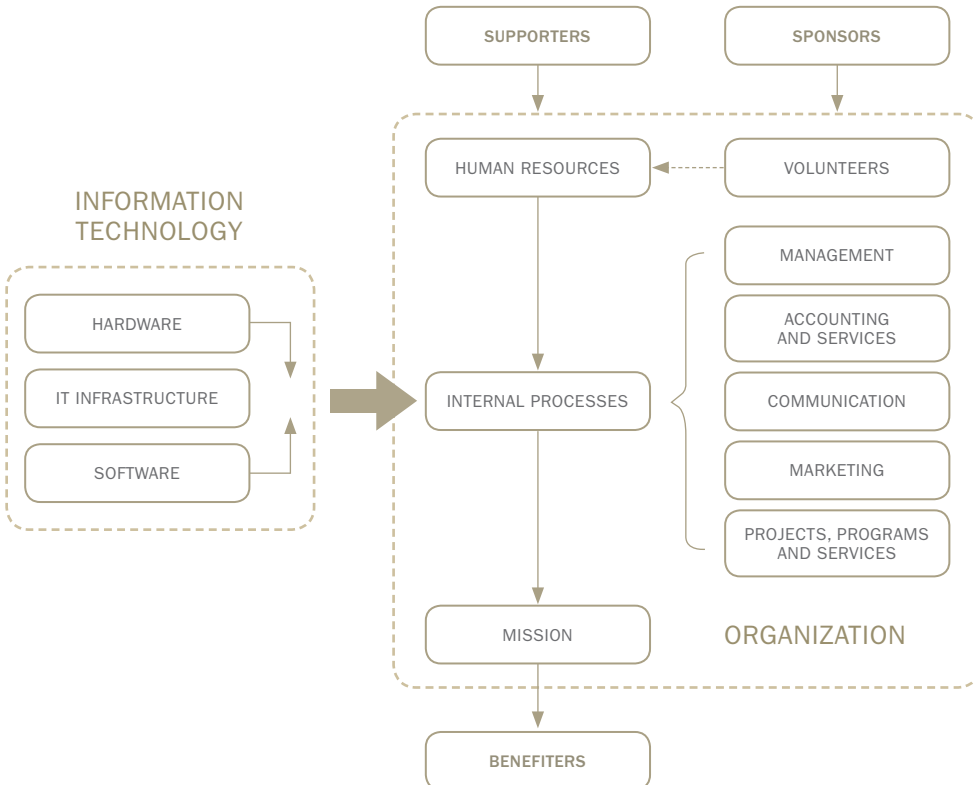 SUPPORTERS
SPONSORS
HUMAN RESOURCES
VOLUNTEERS
INFORMATION
TECHNOLOGY
HARDWARE
IT INFRASTRUCTURE
SOFTWARE
INTERNAL PROCESSES
MANAGEMENT
ACCOUNTING
AND SERVICES
COMMUNICATION
MARKETING
PROJECTS, PROGRAMS
AND SERVICES
MISSION
ORGANIZATION
BENEFITERS